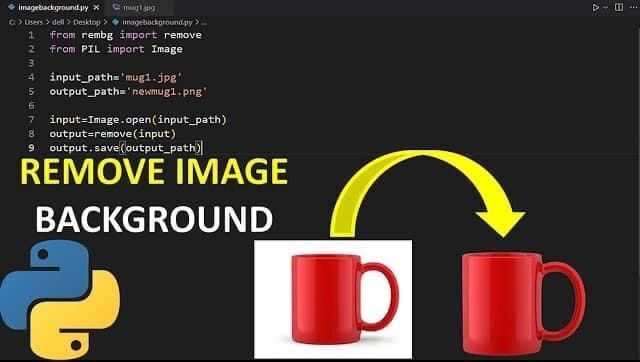 imagebackground.py × mug1.jpg
C: > Users > dell > Desktop > imagebackground.py > ...
1 from rembg import remove
2 from PIL import Image
3
4 input_path='mug1.jpg'
5 output_path='newmug1.png'
6
7 input=Image.open(input_path)
8 output=remove(input)
9 output.save(output_path)
REMOVE IMAGE
BACKGROUND